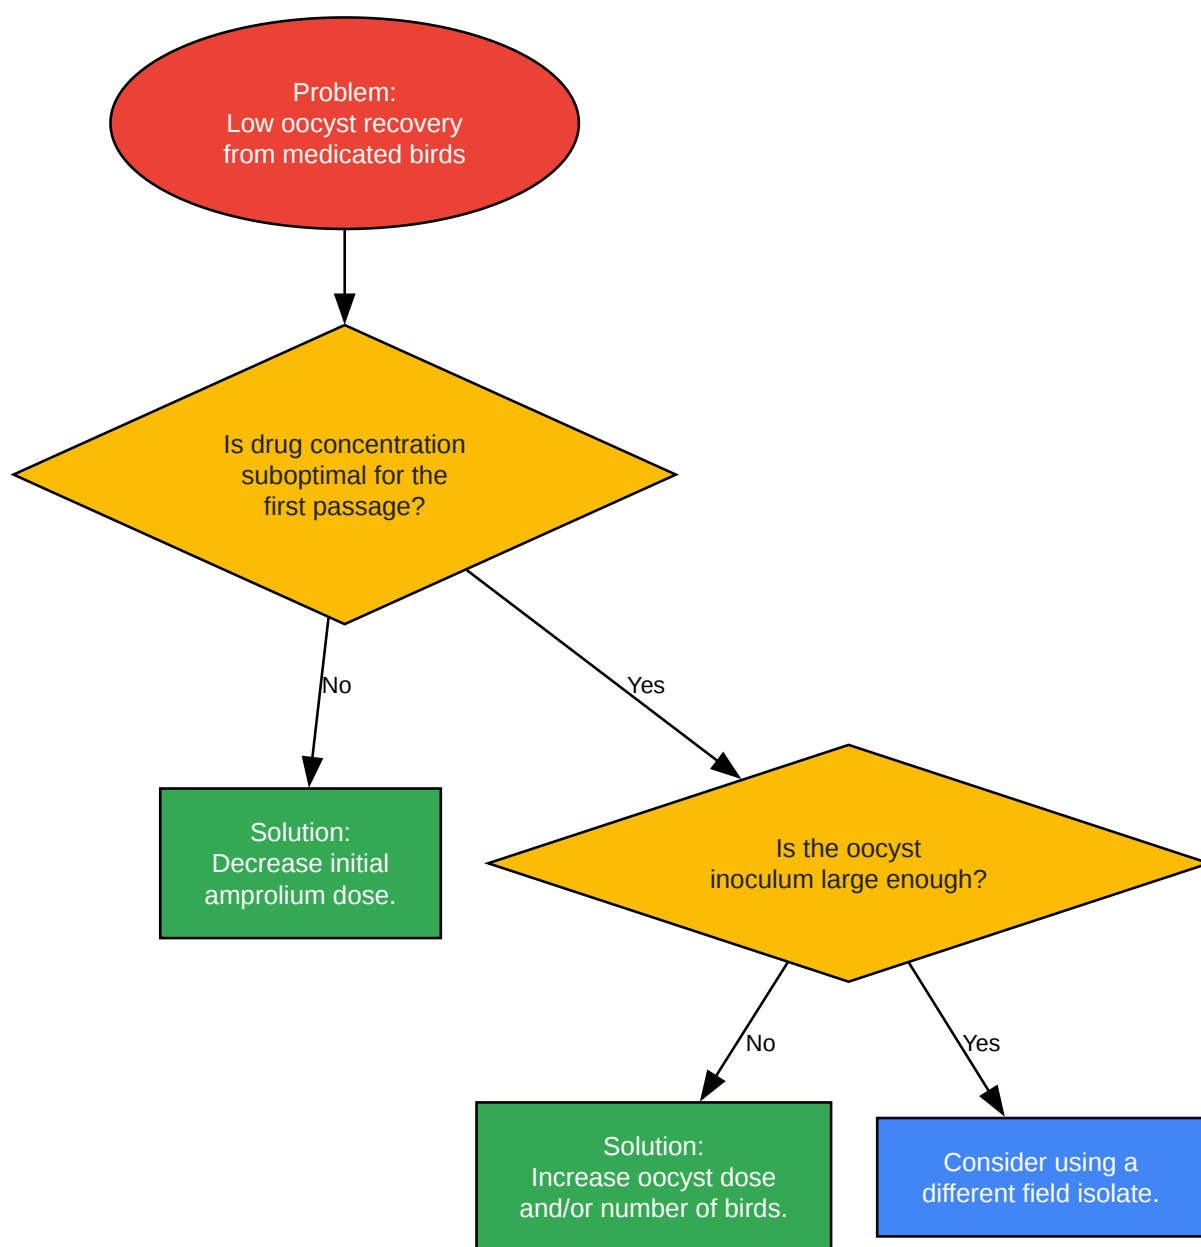 Problem:
Low oocyst recovery
from medicated birds
Is drug concentration
suboptimal for the
first passage?
No
Yes
Solution:
Decrease initial
amprolium dose.
Is the oocyst
inoculum large enough?
No
Yes
Solution:
Increase oocyst dose
and/or number of birds.
Consider using a
different field isolate.